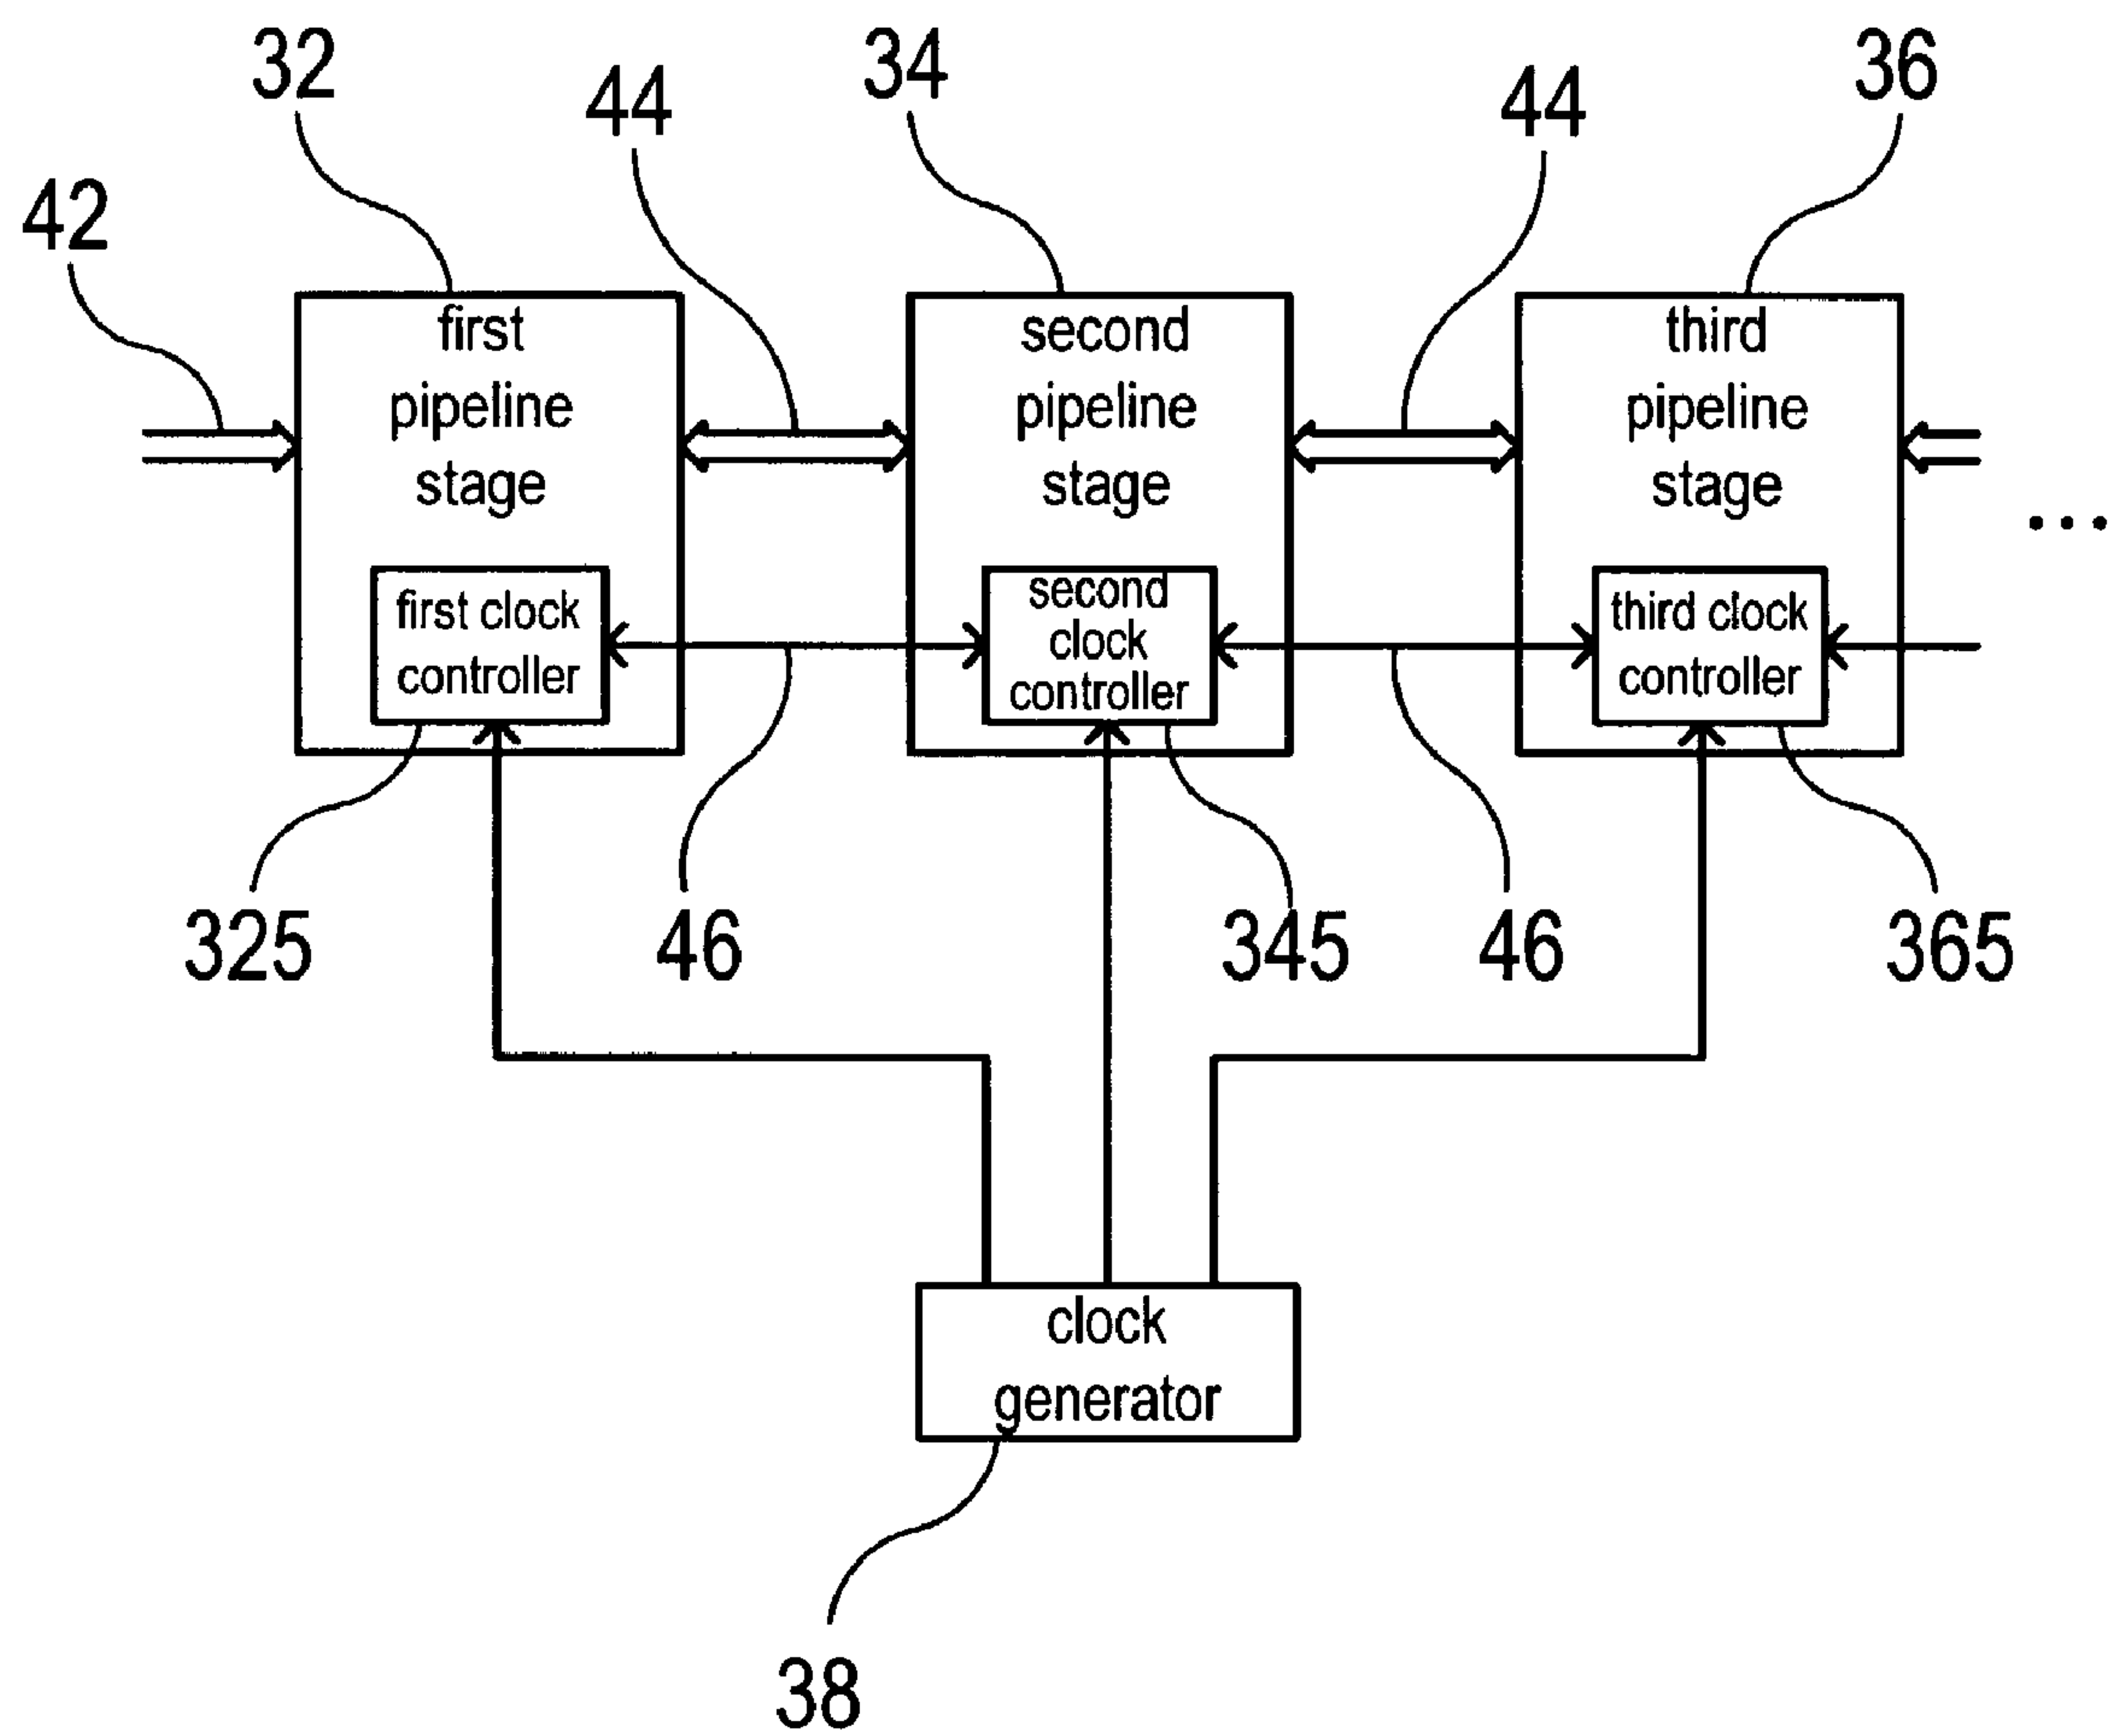 32
34
36
44
44
42
first
pipeline
stage
second
pipeline
stage
third
pipeline
stage
...
first clock
controller
second
clock
controller
third clock
controller
325
46
345
46
365
clock
generator
38